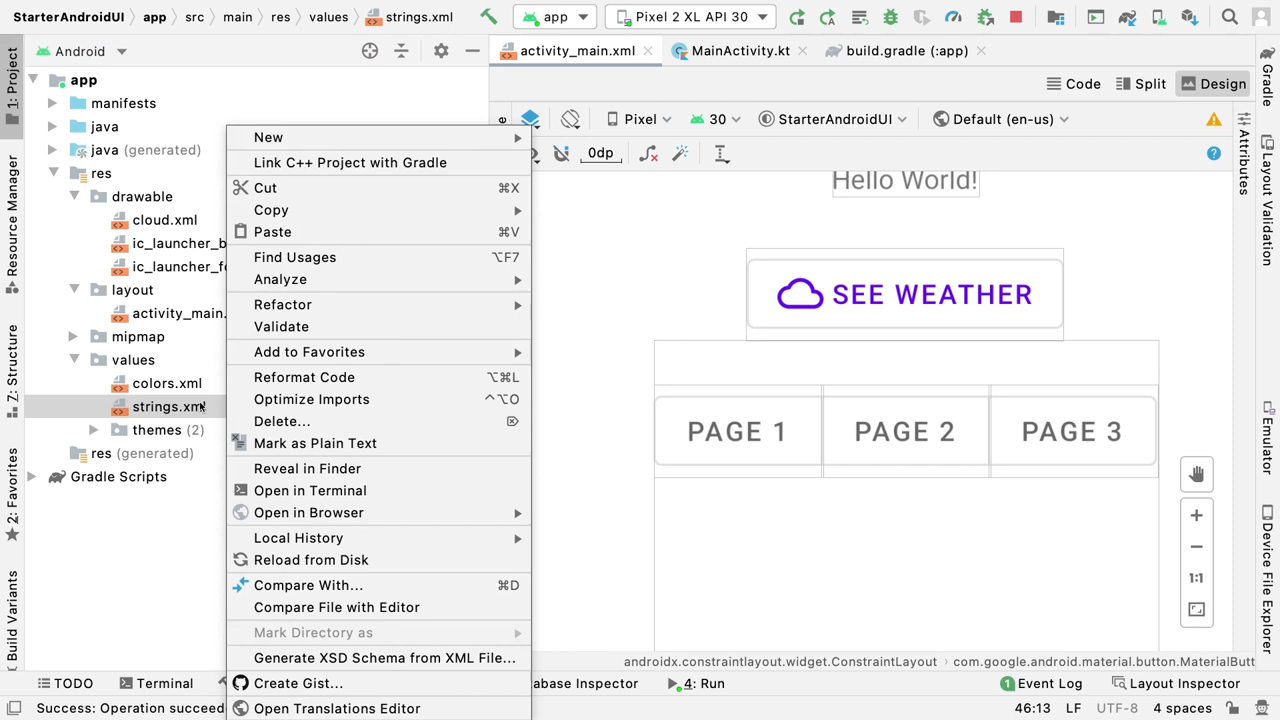 StarterAndroidUI > app > src > main > res > values > strings.xml
app
Pixel 2 XL API 30
Android
activity_main.xml
MainActivity.kt
build.gradle (:app)
Code
Split
Design
Pixel
30
StarterAndroidUI
Default (en-us)
0dp
app
manifests
java
java (generated)
res
drawable
cloud.xml
ic_launcher_b
ic_launcher_fo
layout
activity_main.
mipmap
values
colors.xml
strings.xml
themes (2)
res (generated)
Gradle Scripts
New
Link C++ Project with Gradle
Cut ⌘X
Copy
Paste ⌘V
Find Usages ⌥F7
Analyze
Refactor
Validate
Add to Favorites
Reformat Code ⌥⌘L
Optimize Imports ^⌥O
Delete... ⌦
Mark as Plain Text
Reveal in Finder
Open in Terminal
Open in Browser
Local History
Reload from Disk
Compare With... ⌘D
Compare File with Editor
Mark Directory as
Generate XSD Schema from XML File...
Create Gist...
Open Translations Editor
Hello World!
SEE WEATHER
PAGE 1 PAGE 2 PAGE 3
1:1
androidx.constraintlayout.widget.ConstraintLayout > com.google.android.material.button.MaterialButt
TODO
Terminal
abase Inspector
4: Run
1 Event Log
Layout Inspector
Success: Operation succeed
46:13 LF UTF-8 4 spaces
1: Project
Resource Manager
Z: Structure
2: Favorites
Build Variants
Attributes
Gradle
Layout Validation
Emulator
Device File Explorer